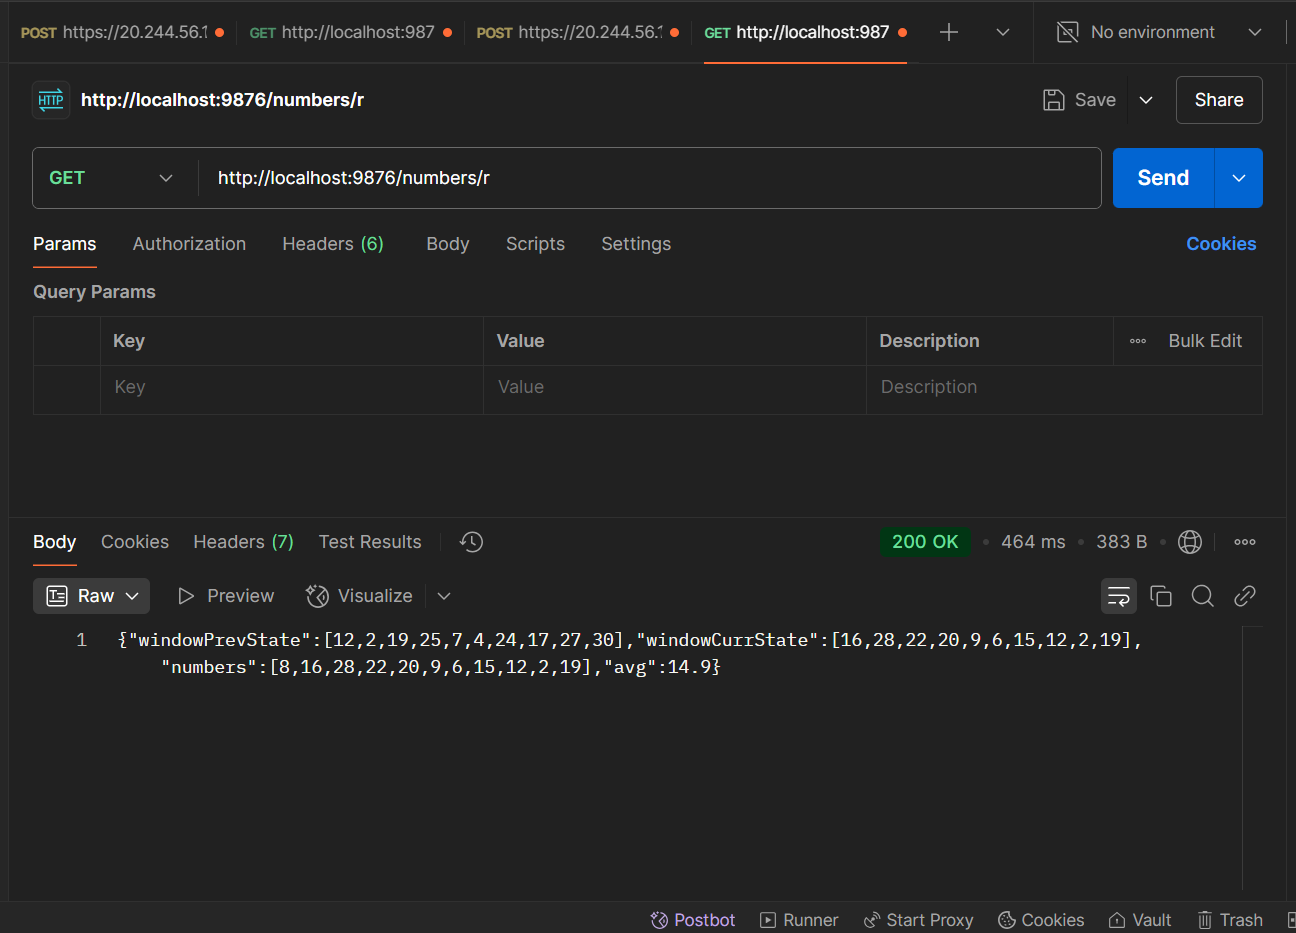 POST https://20.244.56.1 GET http://localhost:987 POST https://20.244.56.1 GET http://localhost:987 No environment
HTTP http://localhost:9876/numbers/r Save Share
GET http://localhost:9876/numbers/r Send
Params Authorization Headers (6) Body Scripts Settings Cookies
Query Params
Key Value Description Bulk Edit
Key Value Description
Body Cookies Headers (7) Test Results 200 OK 464 ms 383 B
Raw Preview Visualize
1 {"windowPrevState":[12,2,19,25,7,4,24,17,27,30],"windowCurrState":[16,28,22,20,9,6,15,12,2,19],
"numbers":[8,16,28,22,20,9,6,15,12,2,19],"avg":14.9}
Postbot Runner Start Proxy Cookies Vault Trash